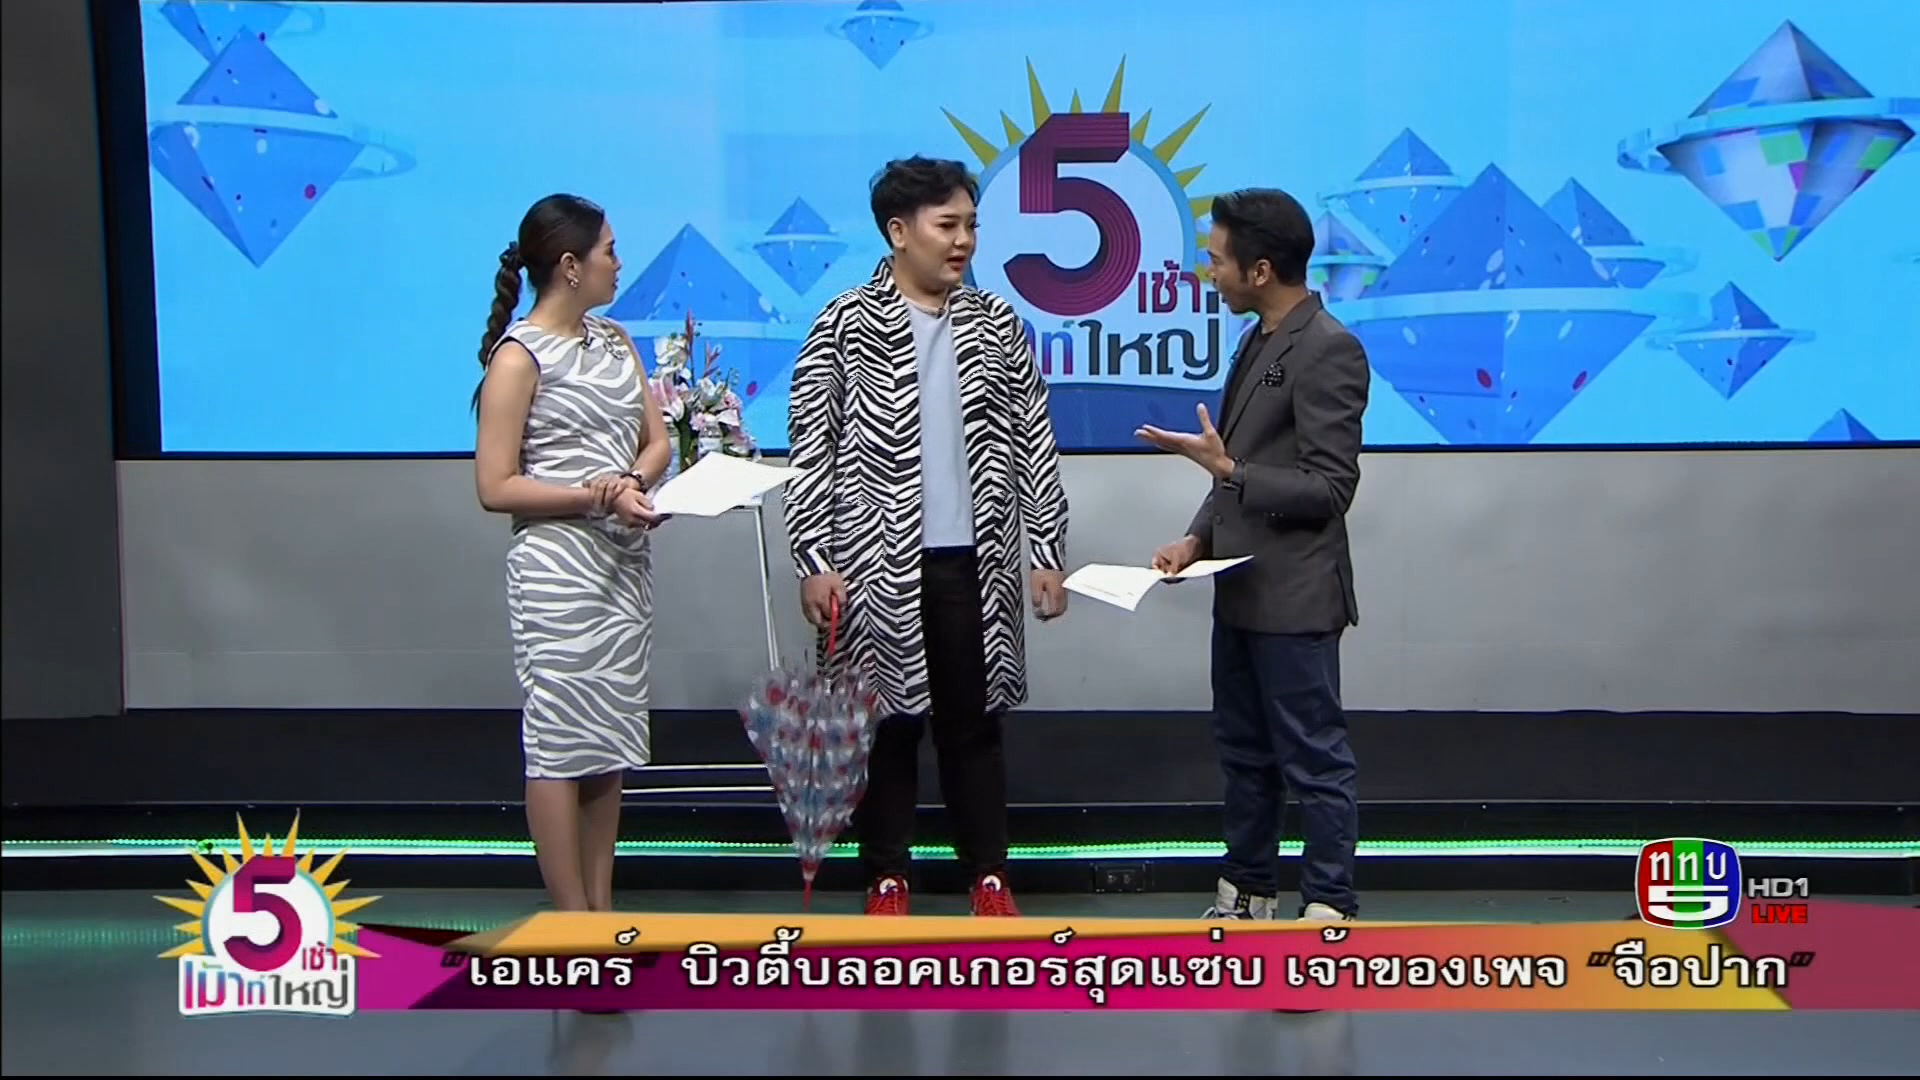 5
เช้า
ท์ใหญ่
5
เช้า
เม้าท์ใหญ่
ททบ
5
HD1
LIVE
"เอแคร์" บิวตี้บลอคเกอร์สุดแซ่บ เจ้าของเพจ "จือปาก"